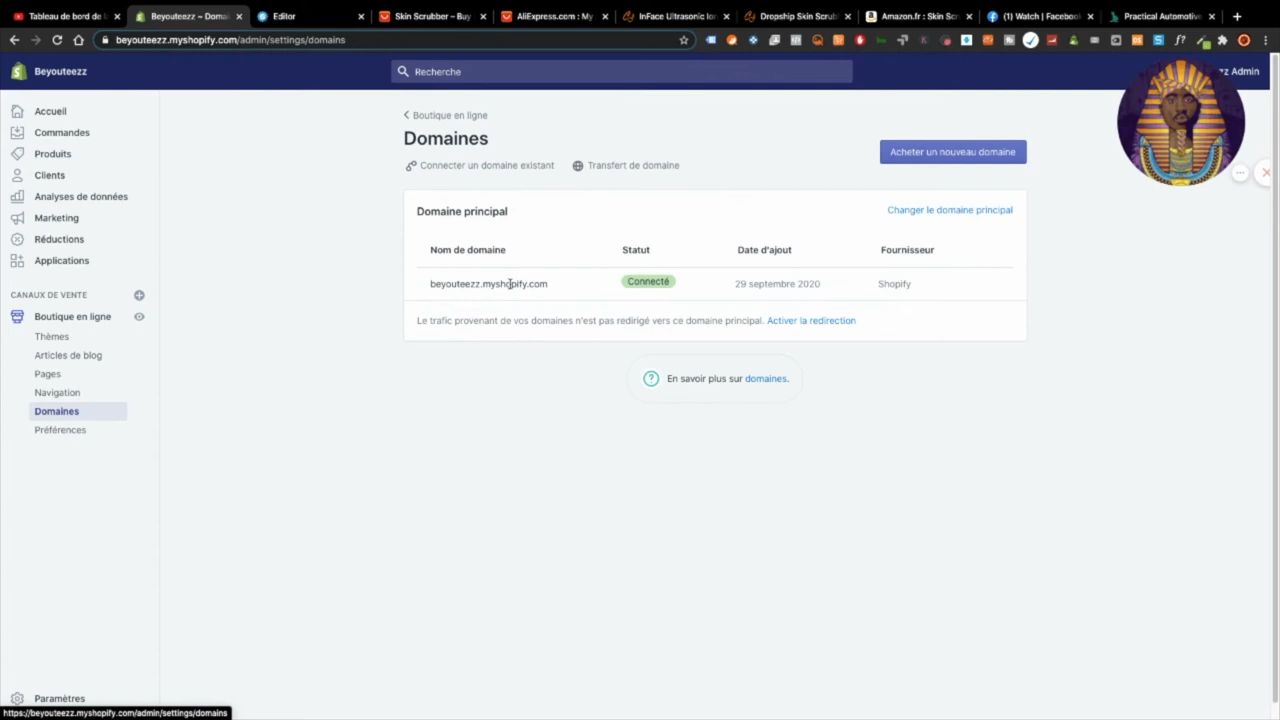 Tableau de bord de la
Beyouteezz ~ Domai
Editor
Skin Scrubber – Buy
AliExpress.com : My
InFace Ultrasonic Ion
Dropship Skin Scrub
Amazon.fr : Skin Scr
(1) Watch | Facebook
Practical Automotive
beyouteezz.myshopify.com/admin/settings/domains
Beyouteezz
Recherche
zz Admin
Accueil
Commandes
Produits
Clients
Analyses de données
Marketing
Réductions
Applications
CANAUX DE VENTE
Boutique en ligne
Thèmes
Articles de blog
Pages
Navigation
Domaines
Préférences
Paramètres
Boutique en ligne
Domaines
Connecter un domaine existant
Transfert de domaine
Acheter un nouveau domaine
Domaine principal
Changer le domaine principal
Nom de domaine
Statut
Date d'ajout
Fournisseur
beyouteezz.myshopify.com
Connecté
29 septembre 2020
Shopify
Le trafic provenant de vos domaines n'est pas redirigé vers ce domaine principal. Activer la redirection
En savoir plus sur domaines.
https://beyouteezz.myshopify.com/admin/settings/domains